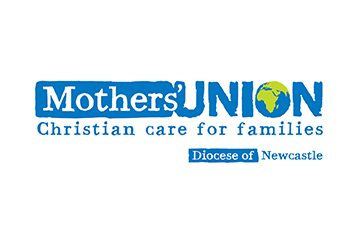 Mothers' UNION
Christian care for families
Diocese of Newcastle